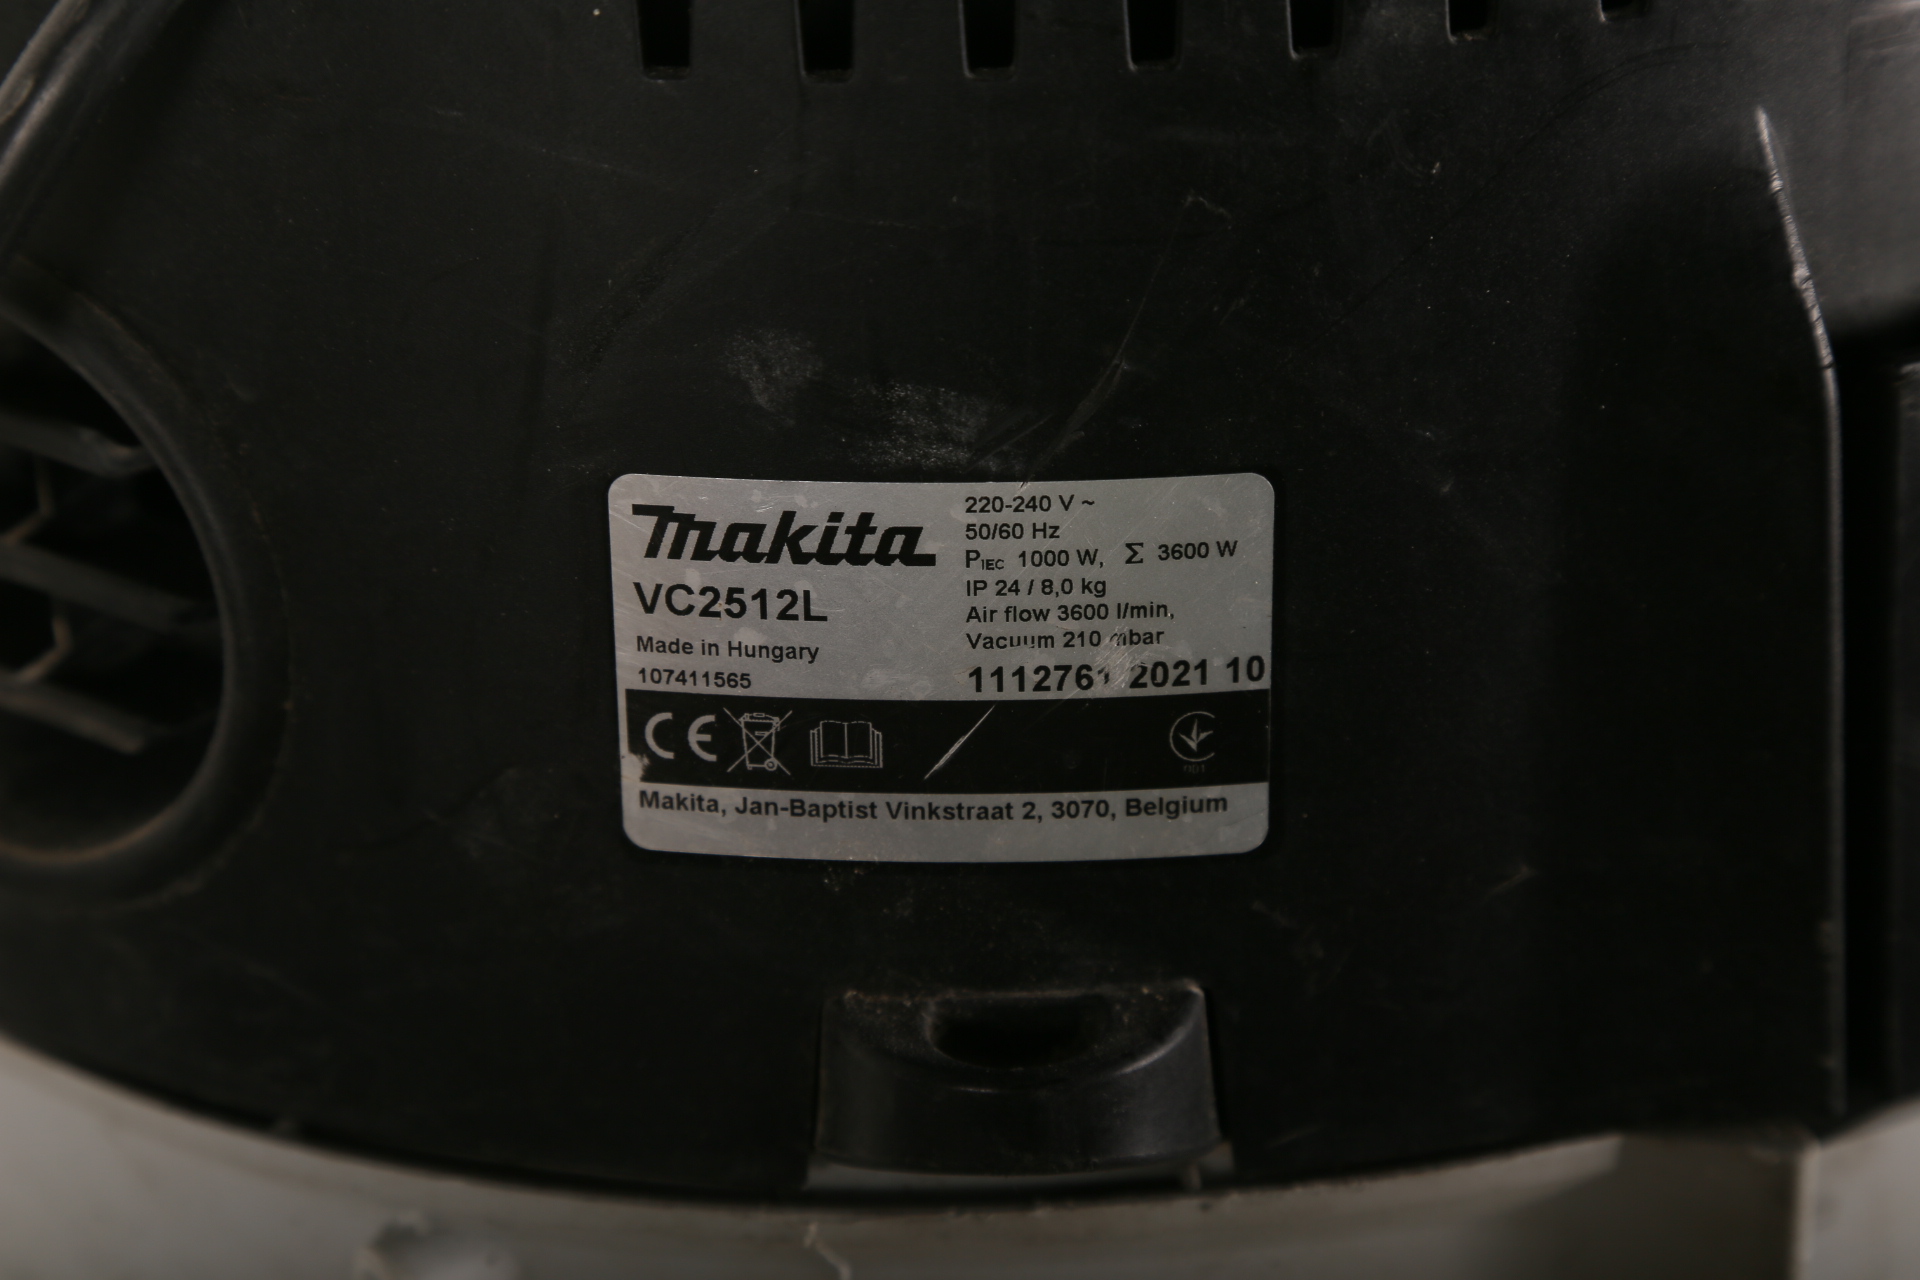 Makita
VC2512L
Made in Hungary
107411565
220-240 V ~
50/60 Hz
PIEC 1000 W, Σ 3600 W
IP 24 / 8,0 kg
Air flow 3600 l/min,
Vacuum 210 mbar
2021 10
CE
Makita, Jan-Baptist Vinkstraat 2, 3070, Belgium